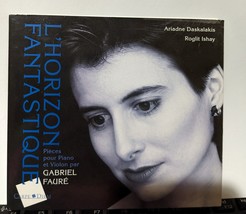 L'HORIZON
FANTASTIQUE
Ariadne Daskalakis
Roglit Ishay
Pièces
pour Piano
et Violon par
GABRIEL
FAURÉ